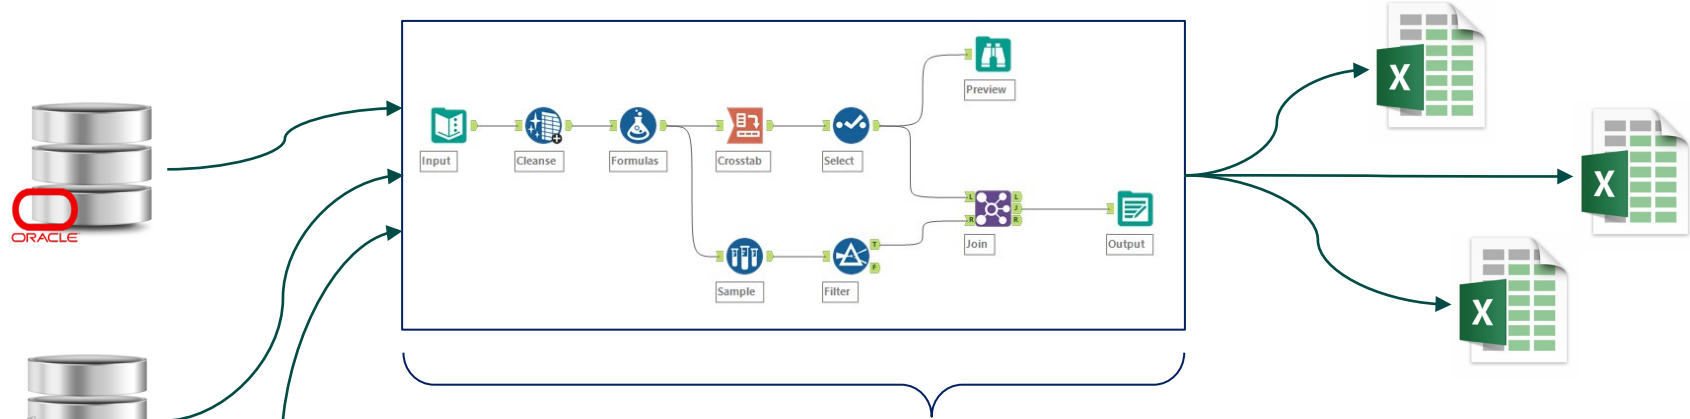 Preview
Input
Cleanse
Formulas
Crosstab
Select
L
R
L
J
R
Join
Output
T
F
Sample
Filter
ORACLE
X
X
X